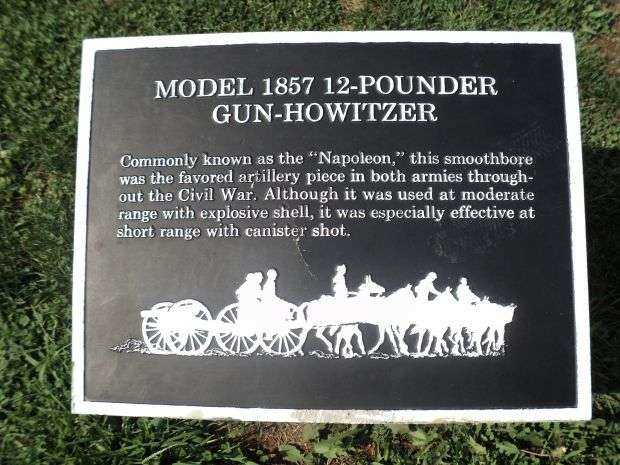 MODEL 1857 12-POUNDER
GUN-HOWITZER
Commonly known as the "Napoleon," this smoothbore
was the favored artillery piece in both armies through-
out the Civil War. Although it was used at moderate
range with explosive shell, it was especially effective at
short range with canister shot.